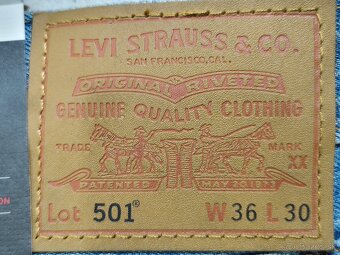 LEVI STRAUSS & CO.
SAN FRANCISCO, CAL.
ORIGINAL RIVETED
GENUINE QUALITY CLOTHING
TRADE MARK
XX
PATENTED MAY 20 1873
Lot 501® W 36 L 30